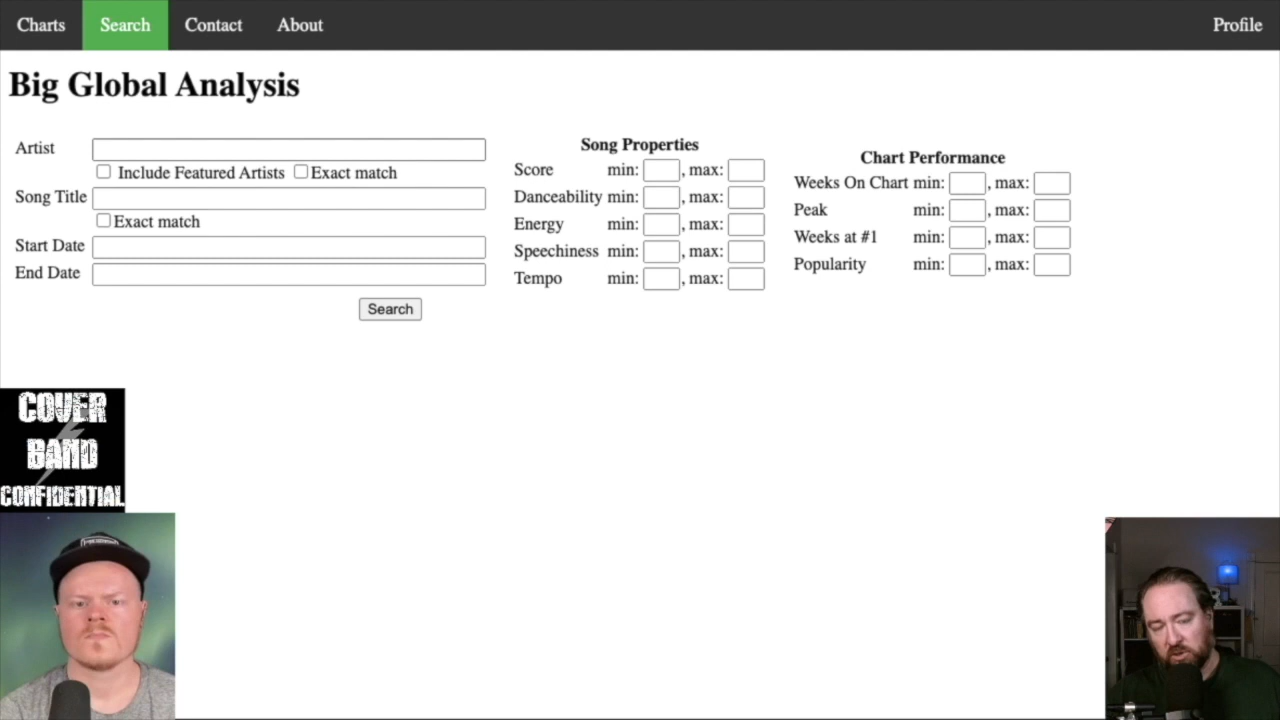 Charts Search Contact About Profile
Big Global Analysis
Artist
Include Featured Artists Exact match
Song Title
Exact match
Start Date
End Date
Search
Song Properties
Score min: , max:
Danceability min: , max:
Energy min: , max:
Speechiness min: , max:
Tempo min: , max:
Chart Performance
Weeks On Chart min: , max:
Peak min: , max:
Weeks at #1 min: , max:
Popularity min: , max:
COVER
BAND
CONFIDENTIAL